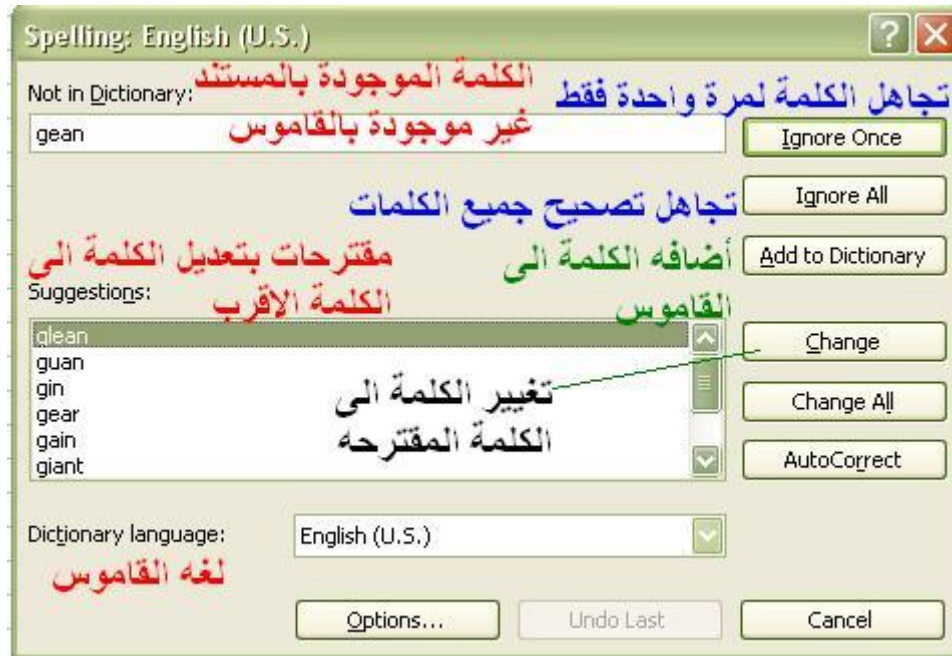 Spelling: English (U.S.)
الكلمة الموجودة بالمستند
Not in Dictionary:
تجاهل الكلمة لمرة واحدة فقط
gean
غير موجودة بالقاموس
Ignore Once
Ignore All
تجاهل تصحيح جميع الكلمات
أضافه الكلمة الى
القاموس
Add to Dictionary
مقترحات بتعديل الكلمة الى
Suggestions:
الكلمة الاقرب
glean
guan
gin
gear
gain
giant
تغيير الكلمة الى
الكلمة المقترحه
Change
Change All
AutoCorrect
Dictionary language:
English (U.S.)
لغه القاموس
Options...
Undo Last
Cancel